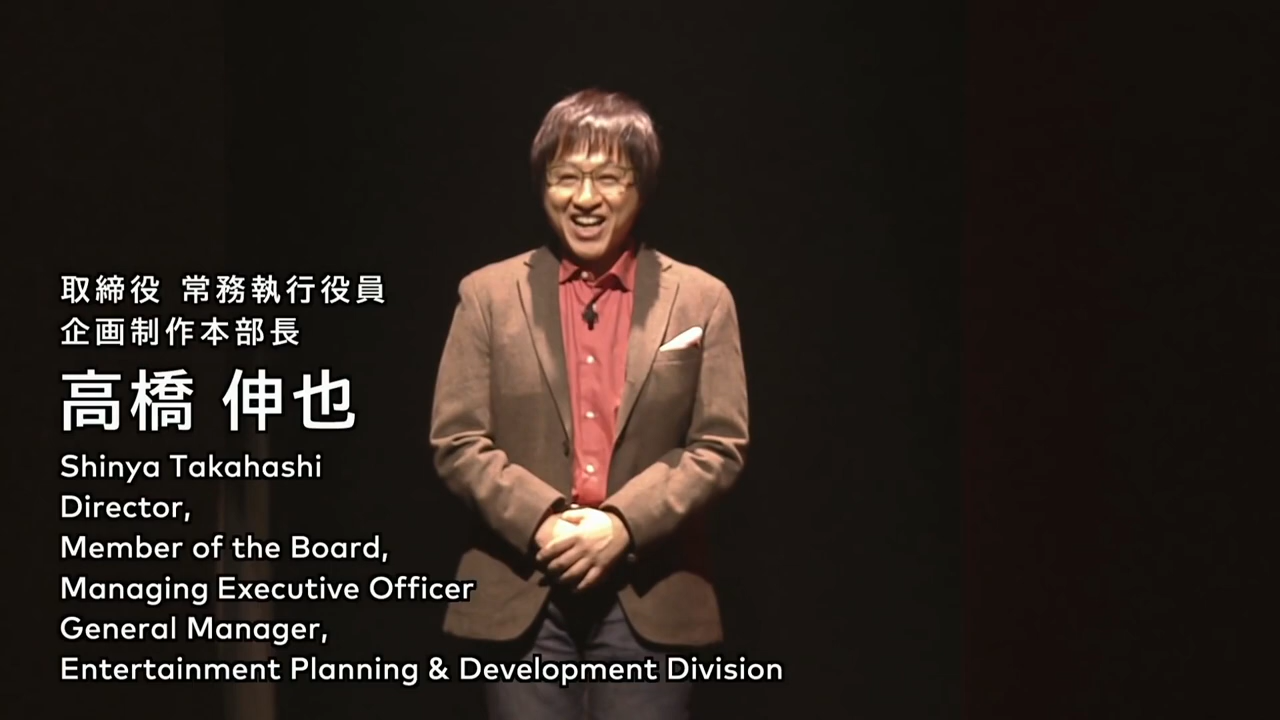 取締役 常務執行役員
企画制作本部長
高橋 伸也
Shinya Takahashi
Director,
Member of the Board,
Managing Executive Officer
General Manager,
Entertainment Planning & Development Division